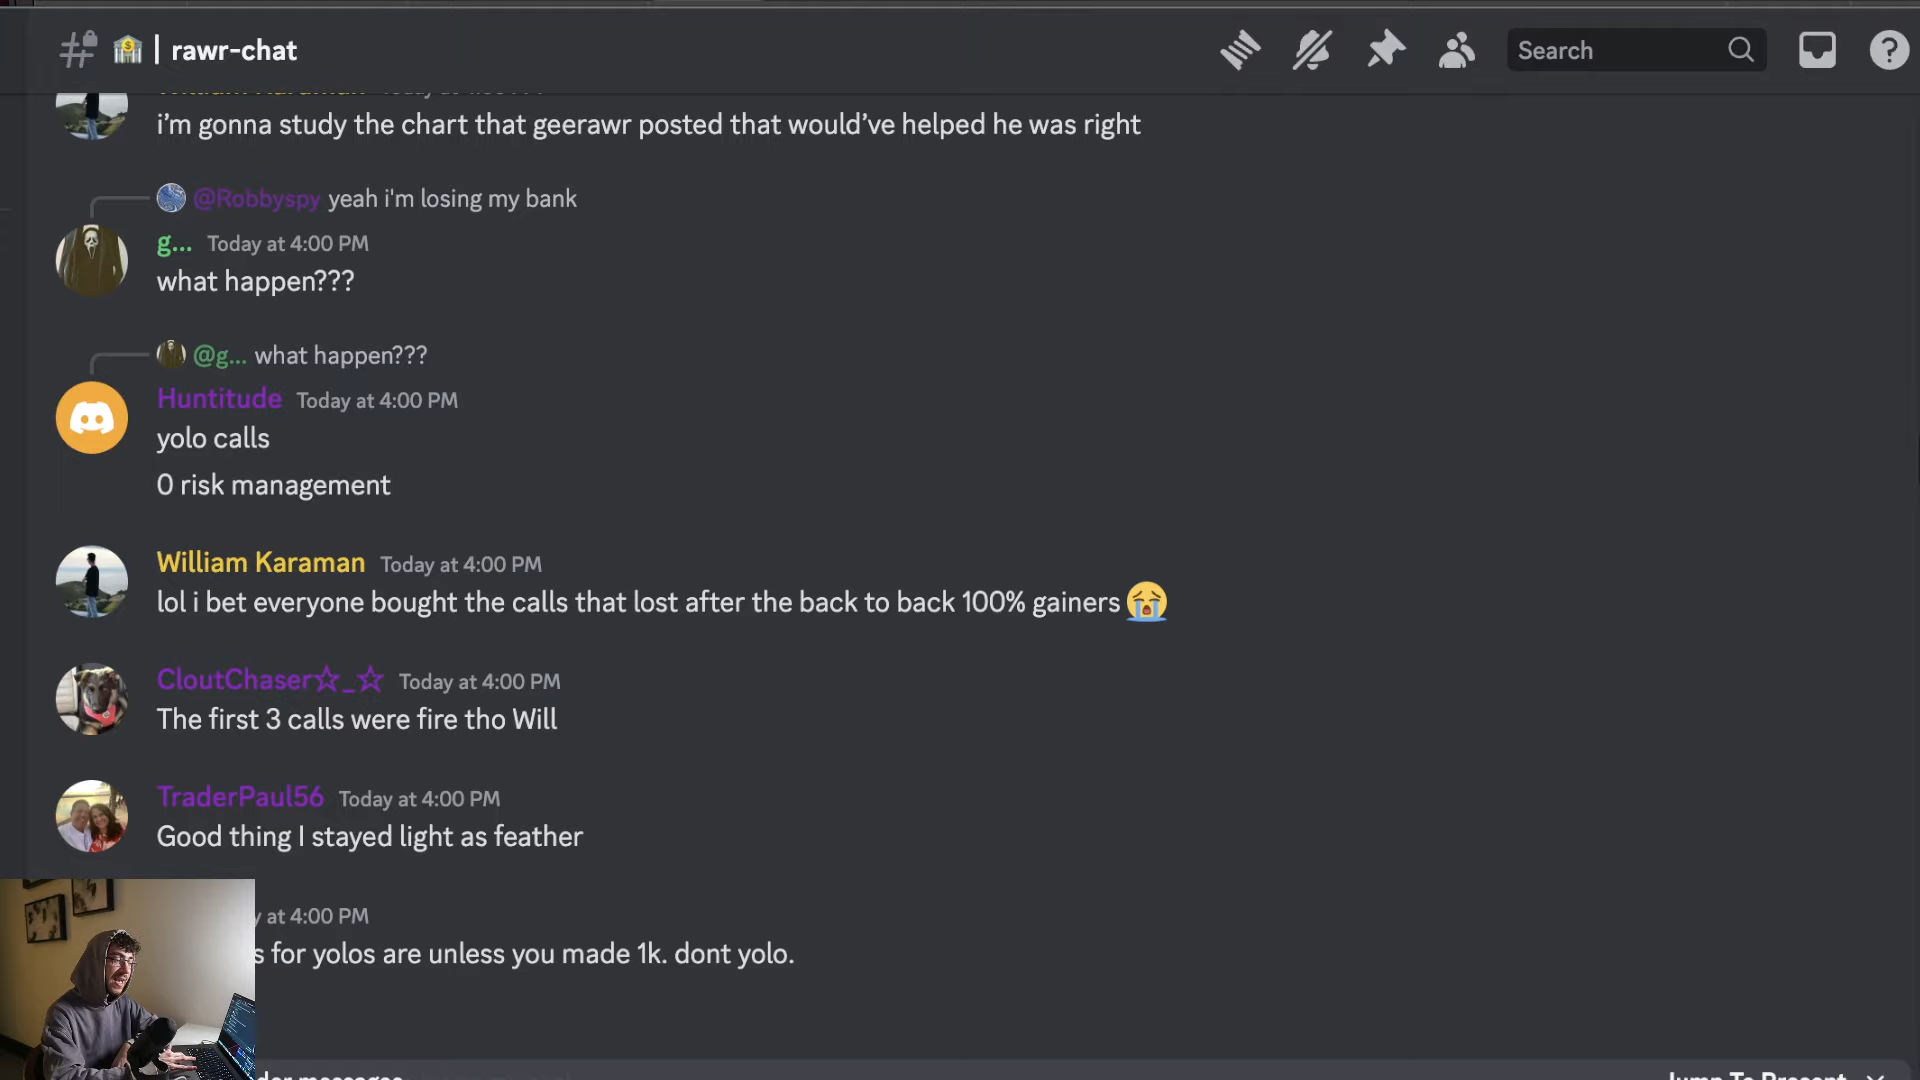 | rawr-chat
Search
i'm gonna study the chart that geerawr posted that would've helped he was right
@Robbyspy yeah i'm losing my bank
g... Today at 4:00 PM
what happen???
@g... what happen???
Huntitude Today at 4:00 PM
yolo calls
0 risk management
William Karaman Today at 4:00 PM
lol i bet everyone bought the calls that lost after the back to back 100% gainers 😭
CloutChaser☆_☆ Today at 4:00 PM
The first 3 calls were fire tho Will
TraderPaul56 Today at 4:00 PM
Good thing I stayed light as feather
at 4:00 PM
for yolos are unless you made 1k. dont yolo.
Jump To Present